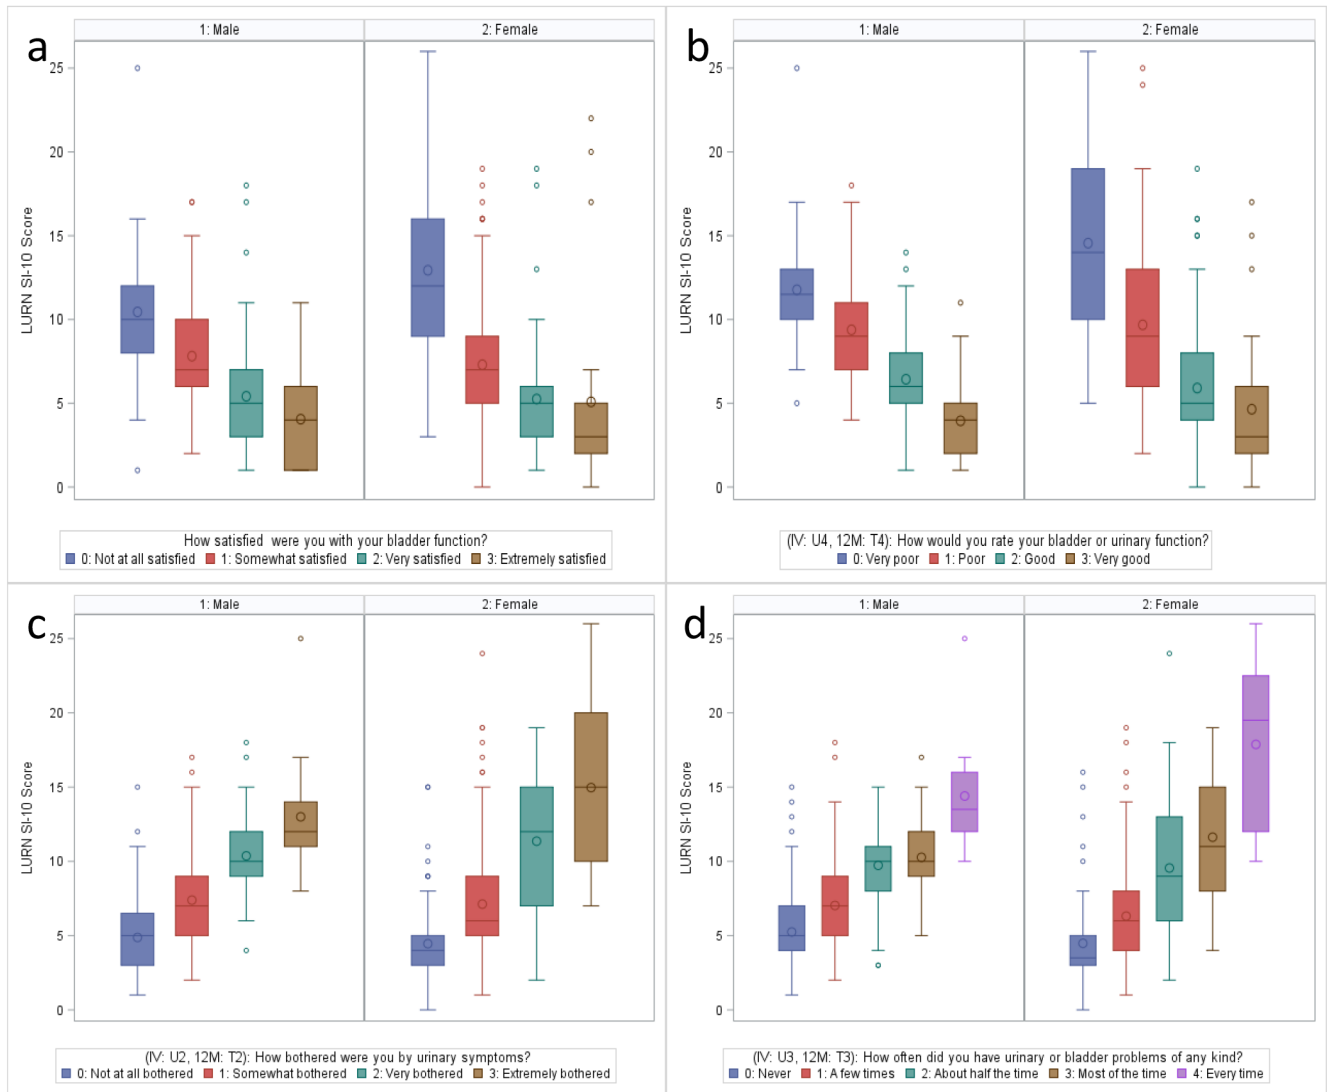 a
1: Male 2: Female
LURN SI-10 Score
25
20
15
10
5
0
How satisfied were you with your bladder function?
0: Not at all satisfied 1: Somewhat satisfied 2: Very satisfied 3: Extremely satisfied
b
1: Male 2: Female
LURN SI-10 Score
25
20
15
10
5
0
(IV: U4, 12M: T4): How would you rate your bladder or urinary function?
0: Very poor 1: Poor 2: Good 3: Very good
c
1: Male 2: Female
LURN SI-10 Score
25
20
15
10
5
0
(IV: U2, 12M: T2): How bothered were you by urinary symptoms?
0: Not at all bothered 1: Somewhat bothered 2: Very bothered 3: Extremely bothered
d
1: Male 2: Female
LURN SI-10 Score
25
20
15
10
5
0
(IV: U3, 12M: T3): How often did you have urinary or bladder problems of any kind?
0: Never 1: A few times 2: About half the time 3: Most of the time 4: Every time